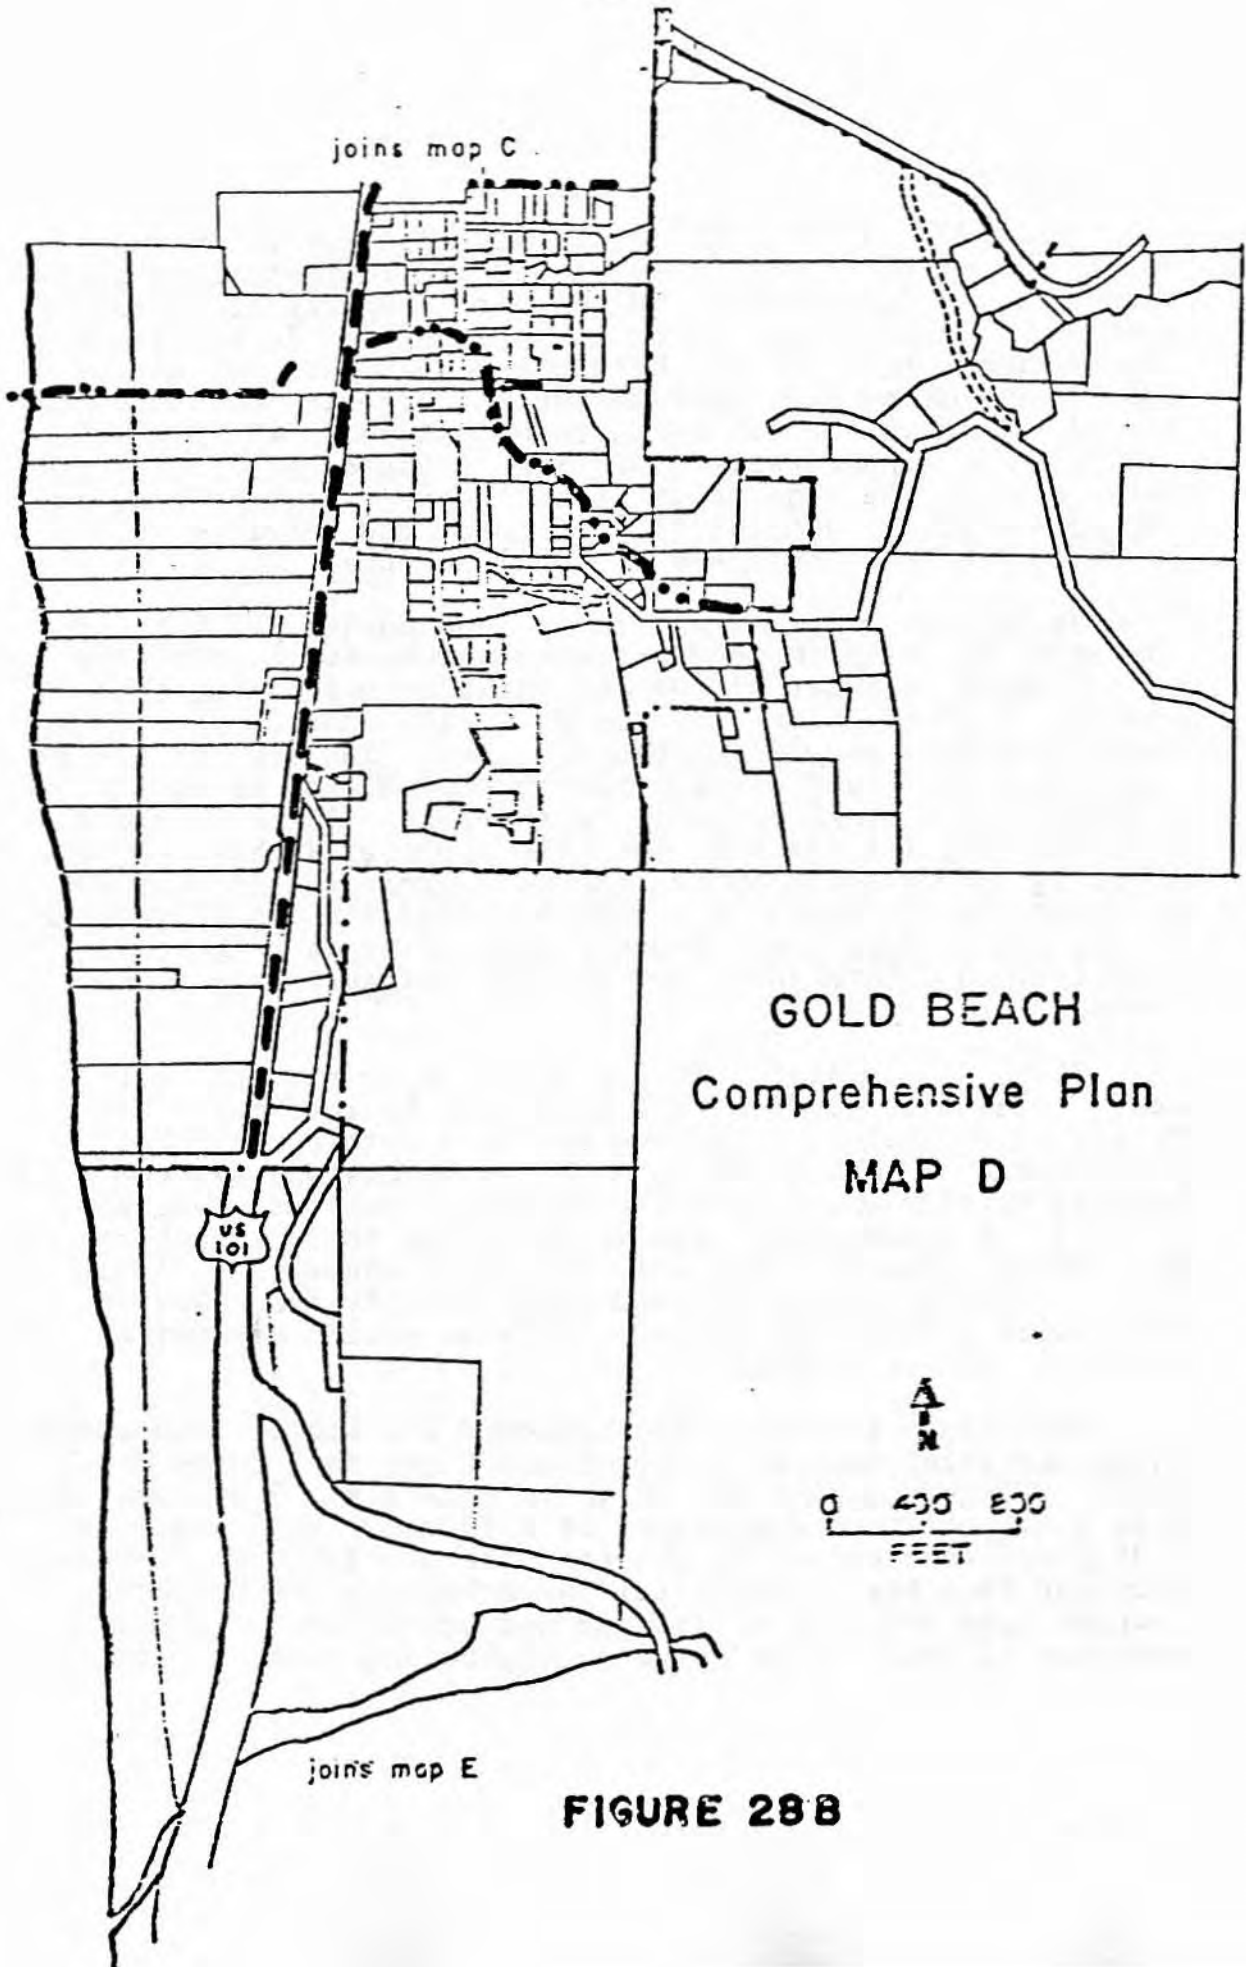 joins map C
GOLD BEACH
Comprehensive Plan
MAP D
US
101
N
0 400 800
FEET
joins map E
FIGURE 28B